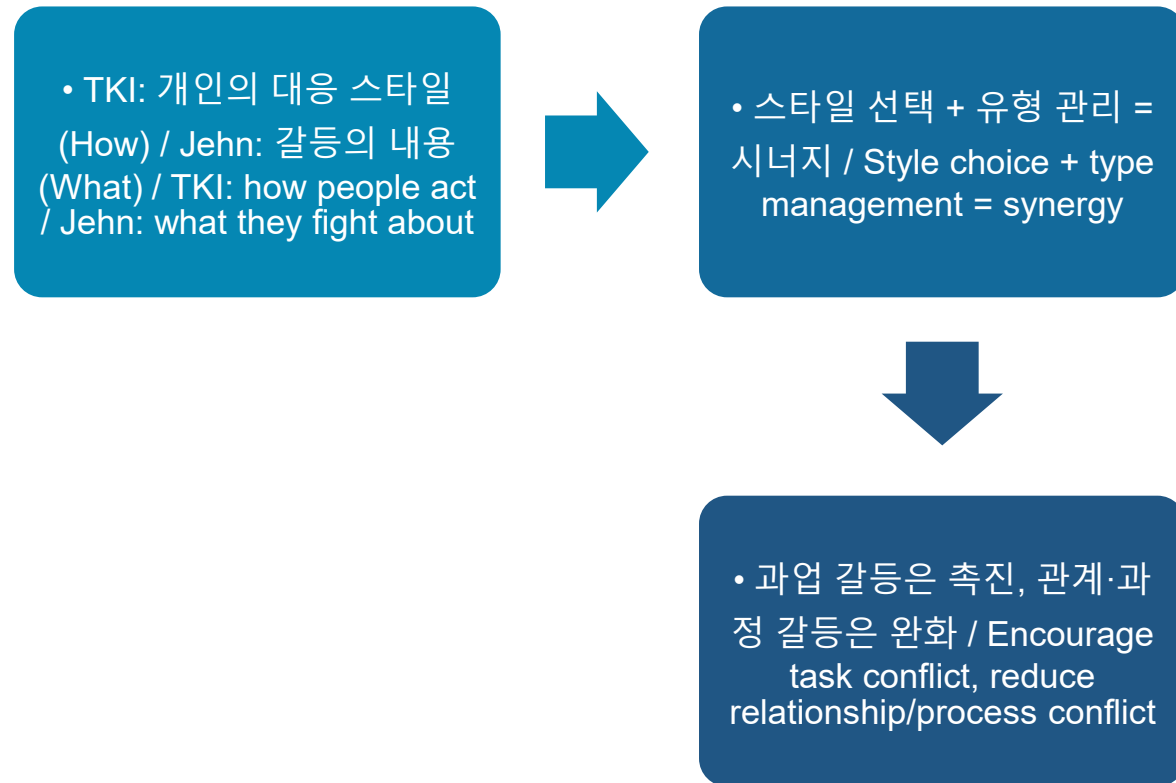 • TKI: 개인의 대응 스타일
(How) / Jehn: 갈등의 내용
(What) / TKI: how people act
/ Jehn: what they fight about
• 스타일 선택 + 유형 관리 =
시너지 / Style choice + type
management = synergy
• 과업 갈등은 촉진, 관계·과
정 갈등은 완화 / Encourage
task conflict, reduce
relationship/process conflict